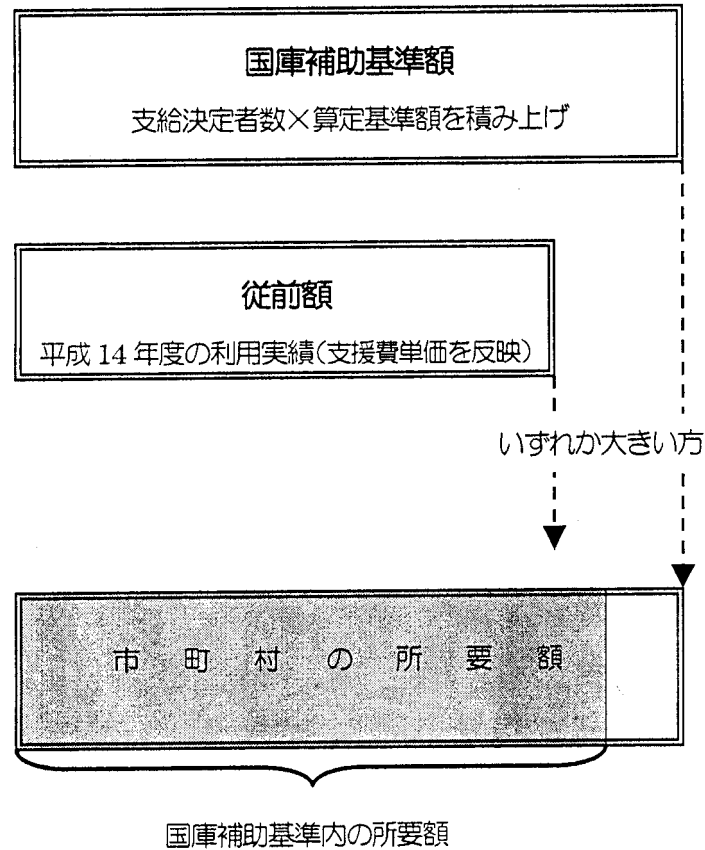 国庫補助基準額
支給決定者数×算定基準額を積み上げ
従前額
平成14年度の利用実績(支援費単価を反映)
いずれか大きい方
市町村の所要額
国庫補助基準内の所要額